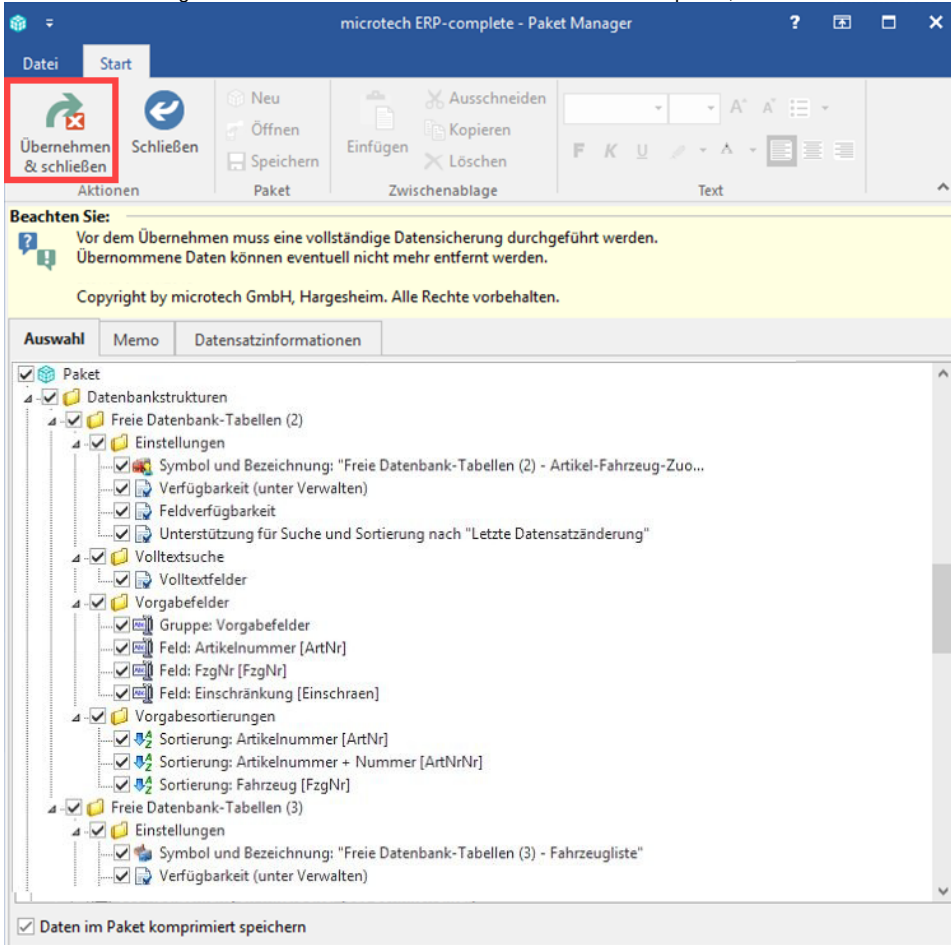 microtech ERP-complete - Paket Manager
Datei Start
Übernehmen & schließen
Schließen
Neu
Öffnen
Speichern
Einfügen
Ausschneiden
Kopieren
Löschen
F K U
Aktionen Paket Zwischenablage Text
Beachten Sie:
Vor dem Übernehmen muss eine vollständige Datensicherung durchgeführt werden.
Übernommene Daten können eventuell nicht mehr entfernt werden.
Copyright by microtech GmbH, Hargesheim. Alle Rechte vorbehalten.
Auswahl Memo Datensatzinformationen
Paket
Datenbankstrukturen
Freie Datenbank-Tabellen (2)
Einstellungen
Symbol und Bezeichnung: "Freie Datenbank-Tabellen (2) - Artikel-Fahrzeug-Zuo...
Verfügbarkeit (unter Verwalten)
Feldverfügbarkeit
Unterstützung für Suche und Sortierung nach "Letzte Datensatzänderung"
Volltextsuche
Volltextfelder
Vorgabefelder
Gruppe: Vorgabefelder
Feld: Artikelnummer [ArtNr]
Feld: FzgNr [FzgNr]
Feld: Einschränkung [Einschraen]
Vorgabesortierungen
Sortierung: Artikelnummer [ArtNr]
Sortierung: Artikelnummer + Nummer [ArtNrNr]
Sortierung: Fahrzeug [FzgNr]
Freie Datenbank-Tabellen (3)
Einstellungen
Symbol und Bezeichnung: "Freie Datenbank-Tabellen (3) - Fahrzeugliste"
Verfügbarkeit (unter Verwalten)
Daten im Paket komprimiert speichern